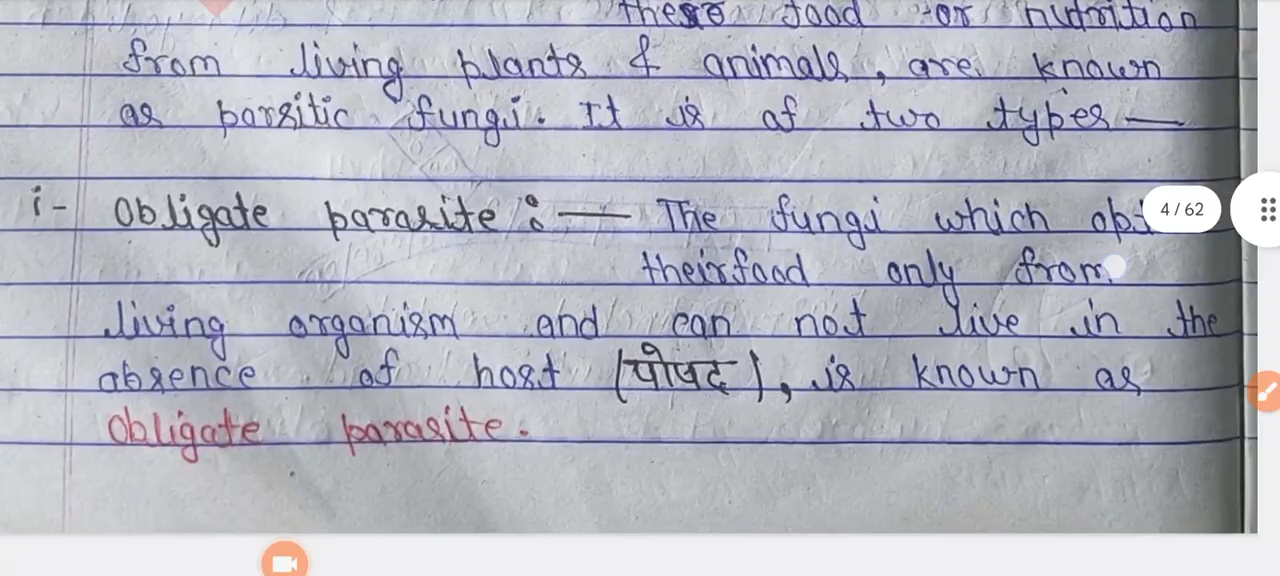 these food or nutrition
from living plants & animals, are known
as parsitic fungi. It is of two types —
i- Obligate parasite :— The fungi which
4 / 62
theirfood only from
living organism and can not live in the
absence of host (पोषद), is known as
Obligate parasite.